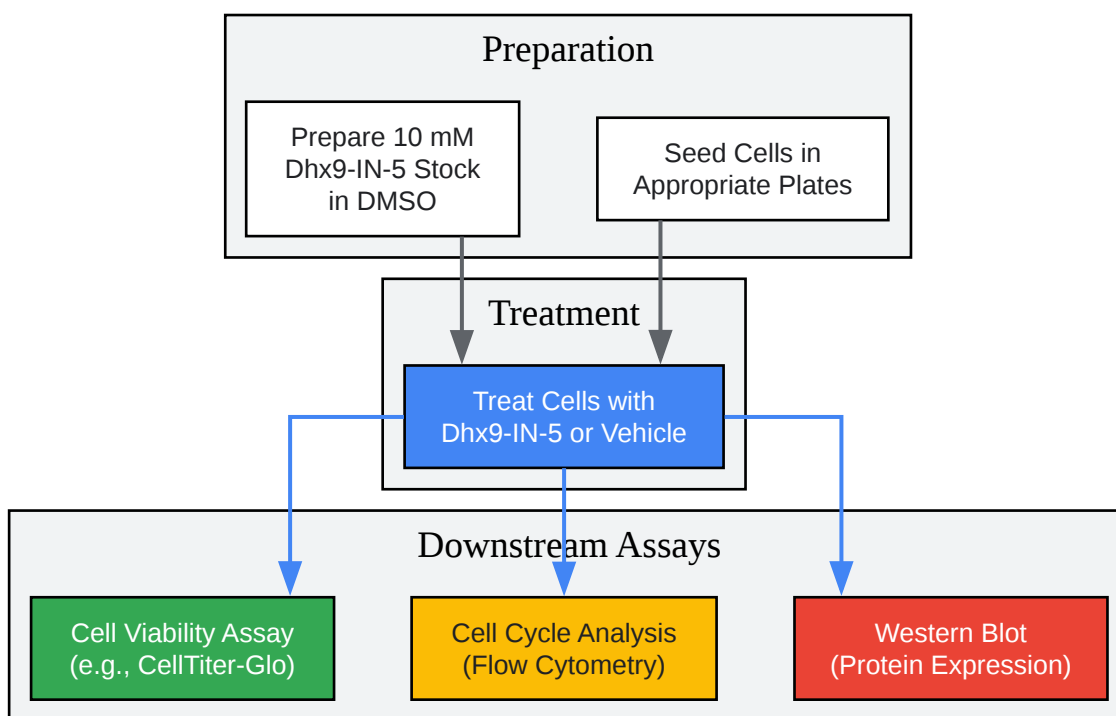 Preparation
Prepare 10 mM
Dhx9-IN-5 Stock
in DMSO
Seed Cells in
Appropriate Plates
Treatment
Treat Cells with
Dhx9-IN-5 or Vehicle
Downstream Assays
Cell Viability Assay
(e.g., CellTiter-Glo)
Cell Cycle Analysis
(Flow Cytometry)
Western Blot
(Protein Expression)